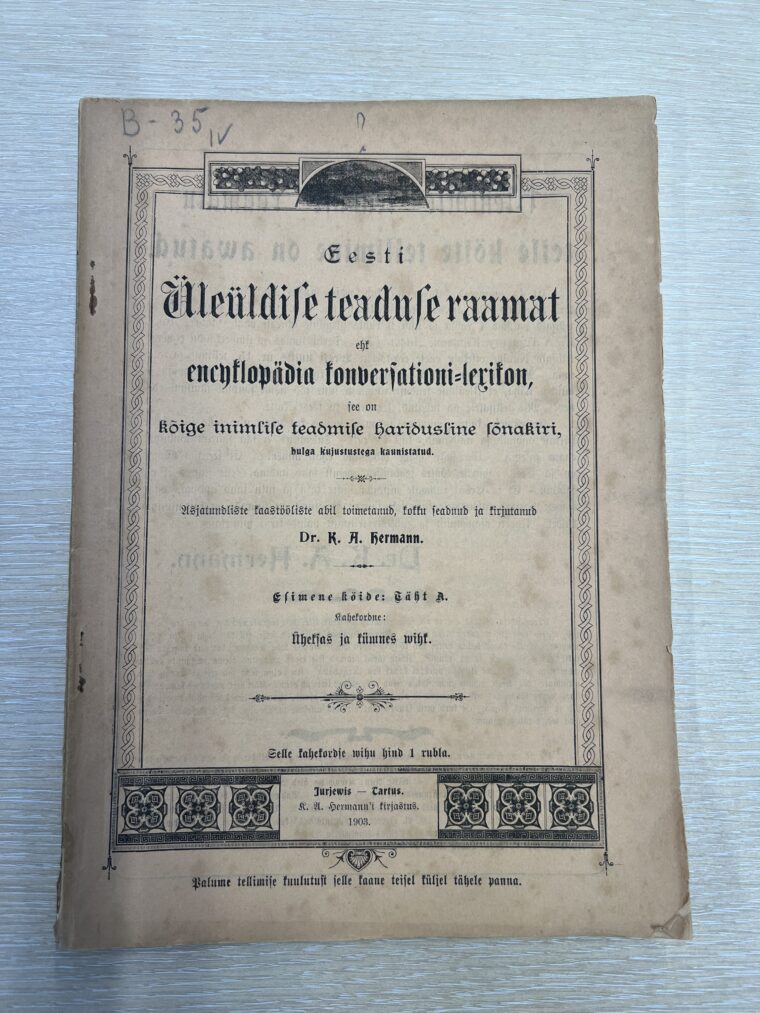 B - 35 IV
Eesti
Üleüldise teaduse raamat
ehk
encyklopädia konversationi-lexikon,
see on
kõige inimlise teadmise haridusline sõnakiri,
hulga kujustustega kaunistatud.
Asjatundliste kaastööliste abil toimetanud, kokku seadnud ja kirjutanud
Dr. K. A. Hermann.
Esimene köide: Täht A.
Kahekordne:
Üheksas ja kümnes wihk.
Selle kahekordse wihu hind 1 rubla.
Jurjewis — Tartus.
K. A. Hermann'i kirjastus.
1903.
Palume tellimise kuulutust selle kaane teisel küljel tähele panna.